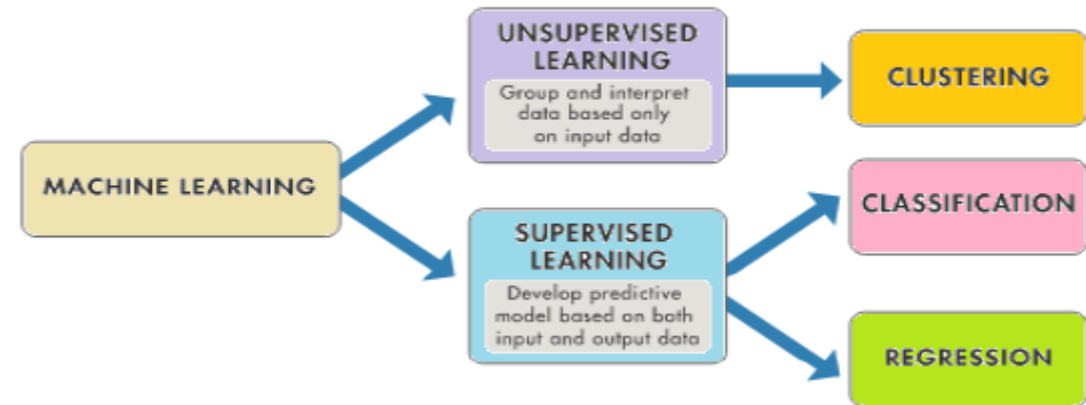 MACHINE LEARNING
UNSUPERVISED
LEARNING
Group and interpret
data based only
on input data
SUPERVISED
LEARNING
Develop predictive
model based on both
input and output data
CLUSTERING
CLASSIFICATION
REGRESSION